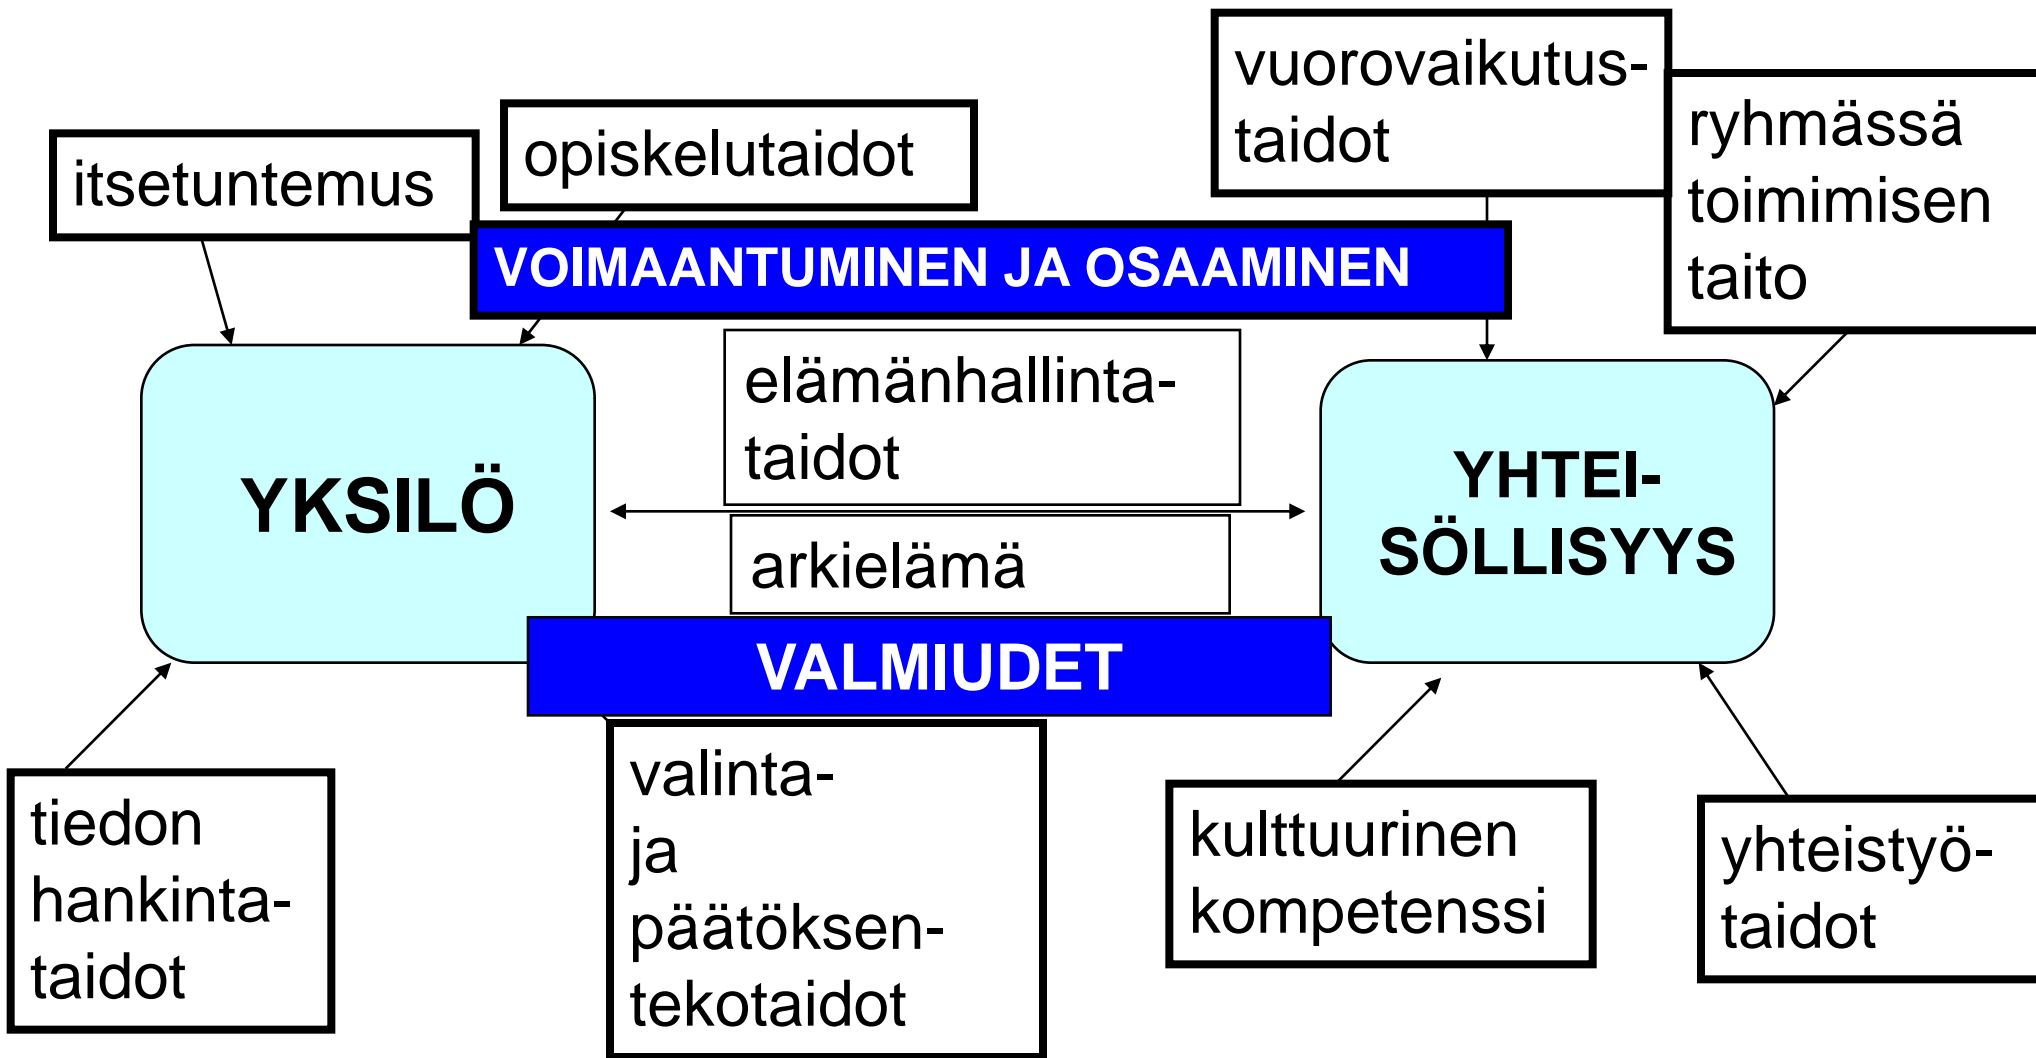 vuorovaikutus-
taidot
ryhmässä
toimimisen
taito
opiskelutaidot
itsetuntemus
VOIMAANTUMINEN JA OSAAMINEN
elämänhallinta-
taidot
YKSILÖ
YHTEI-
SÖLLISYYS
arkielämä
VALMIUDET
tiedon
hankinta-
taidot
valinta-
ja
päätöksen-
tekotaidot
kulttuurinen
kompetenssi
yhteistyö-
taidot